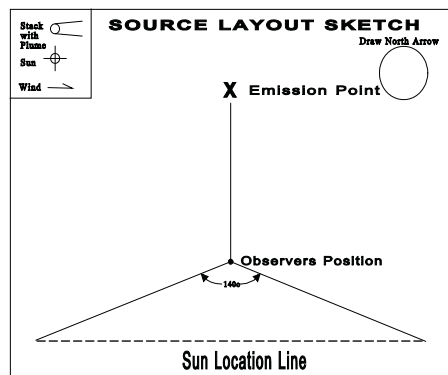 SOURCE LAYOUT SKETCH
Stack
with
Plume
Sun
Wind
Draw North Arrow
X Emission Point
Observers Position
140o
Sun Location Line